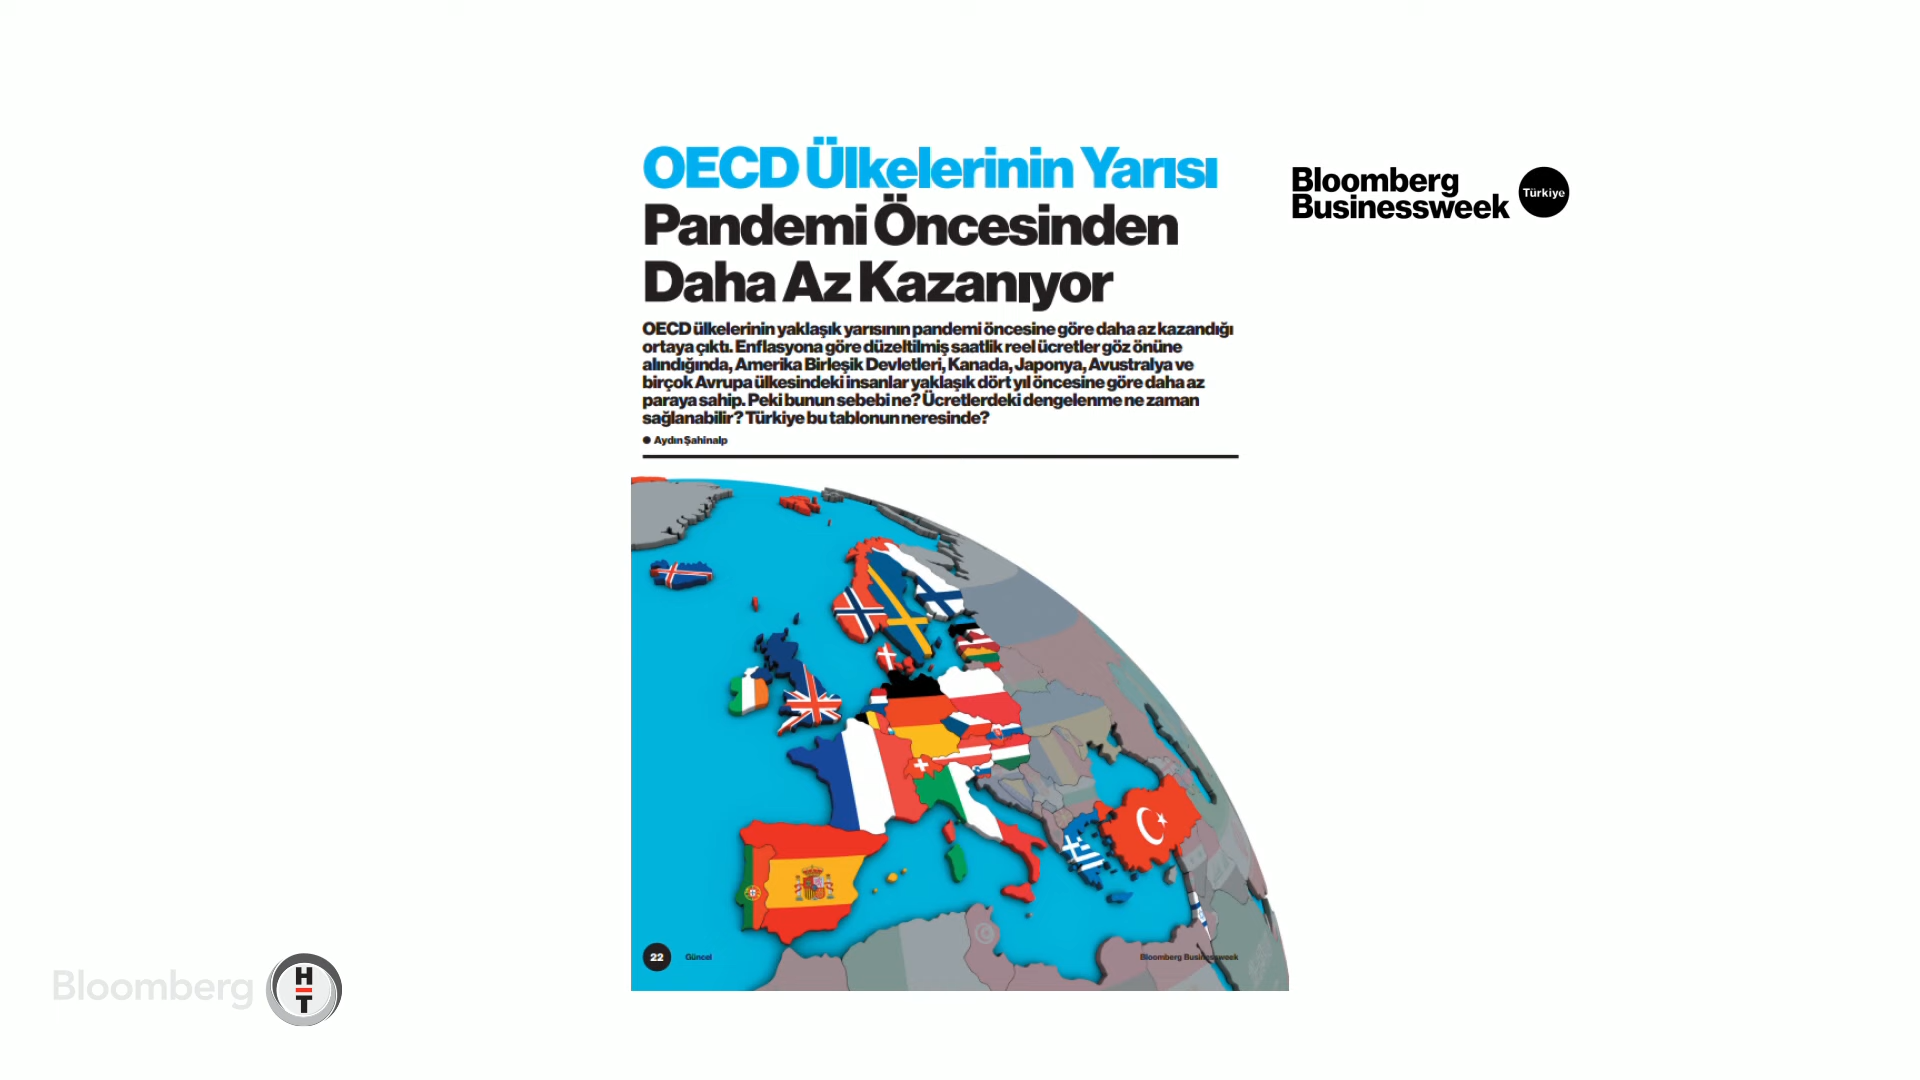 OECD Ülkelerinin Yarısı
Pandemi Öncesinden
Daha Az Kazanıyor
Bloomberg
Businessweek
Türkiye
OECD ülkelerinin yaklaşık yarısının pandemi öncesine göre daha az kazandığı
ortaya çıktı. Enflasyona göre düzeltilmiş saatlik reel ücretler göz önüne
alındığında, Amerika Birleşik Devletleri, Kanada, Japonya, Avustralya ve
birçok Avrupa ülkesindeki insanlar yaklaşık dört yıl öncesine göre daha az
paraya sahip. Peki bunun sebebi ne? Ücretlerdeki dengelenme ne zaman
sağlanabilir? Türkiye bu tablonun neresinde?
● Aydın Şahinalp
22
Güncel
Bloomberg Businessweek
Bloomberg
H
T